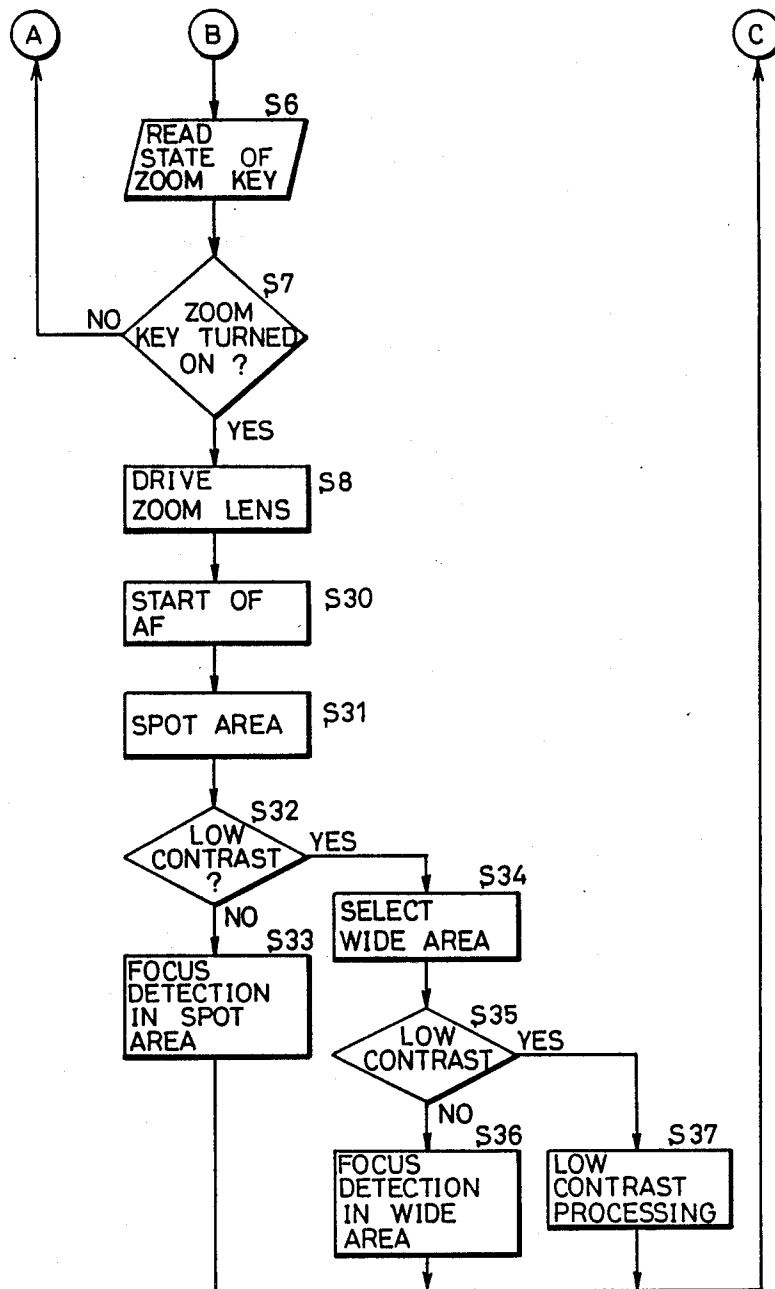 A
B
C
S6
READ
STATE OF
ZOOM KEY
S7
ZOOM
KEY TURNED
ON ?
NO
YES
DRIVE
ZOOM LENS
S8
START OF
AF
S30
SPOT AREA
S31
S32
LOW
CONTRAST
?
YES
NO
S33
FOCUS
DETECTION
IN SPOT
AREA
S34
SELECT
WIDE AREA
S35
LOW
CONTRAST
YES
NO
S36
FOCUS
DETECTION
IN WIDE
AREA
S37
LOW
CONTRAST
PROCESSING